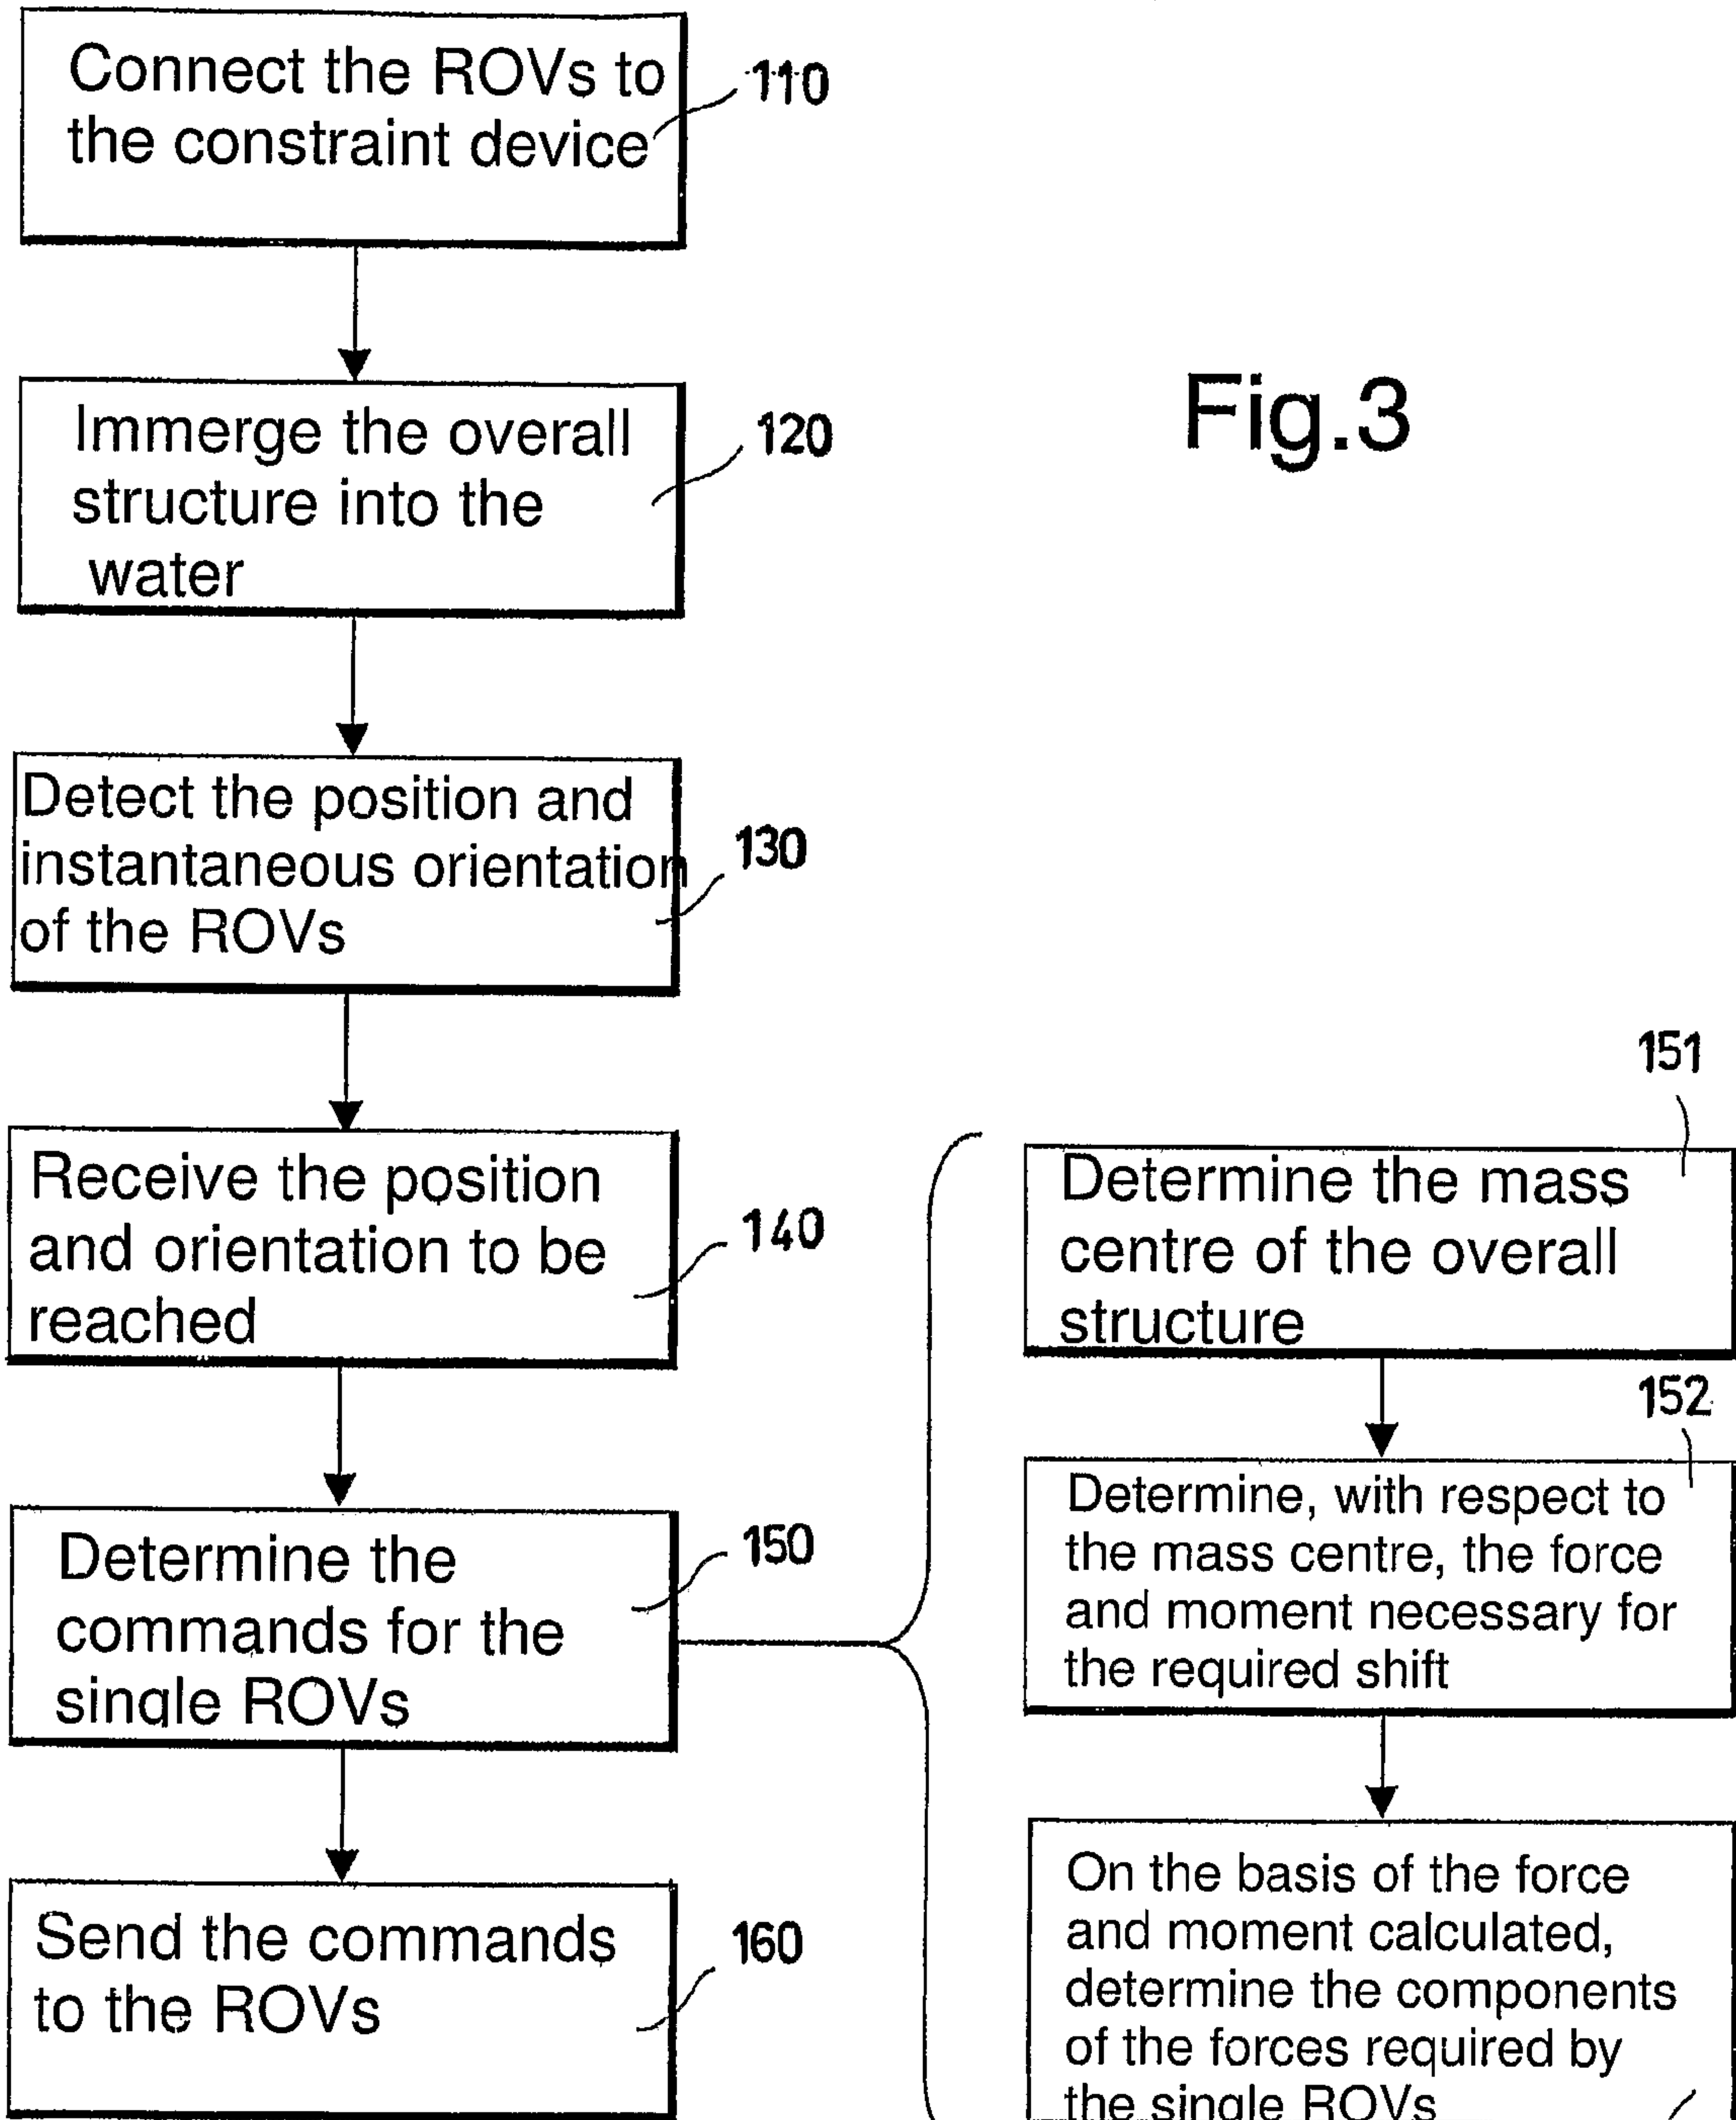 Connect the ROVs to
the constraint device
110
Immerge the overall
structure into the
water
120
Fig.3
Detect the position and
instantaneous orientation
of the ROVs
130
Receive the position
and orientation to be
reached
140
Determine the
commands for the
single ROVs
150
Send the commands
to the ROVs
160
151
Determine the mass
centre of the overall
structure
152
Determine, with respect to
the mass centre, the force
and moment necessary for
the required shift
On the basis of the force
and moment calculated,
determine the components
of the forces required by
the single ROVs